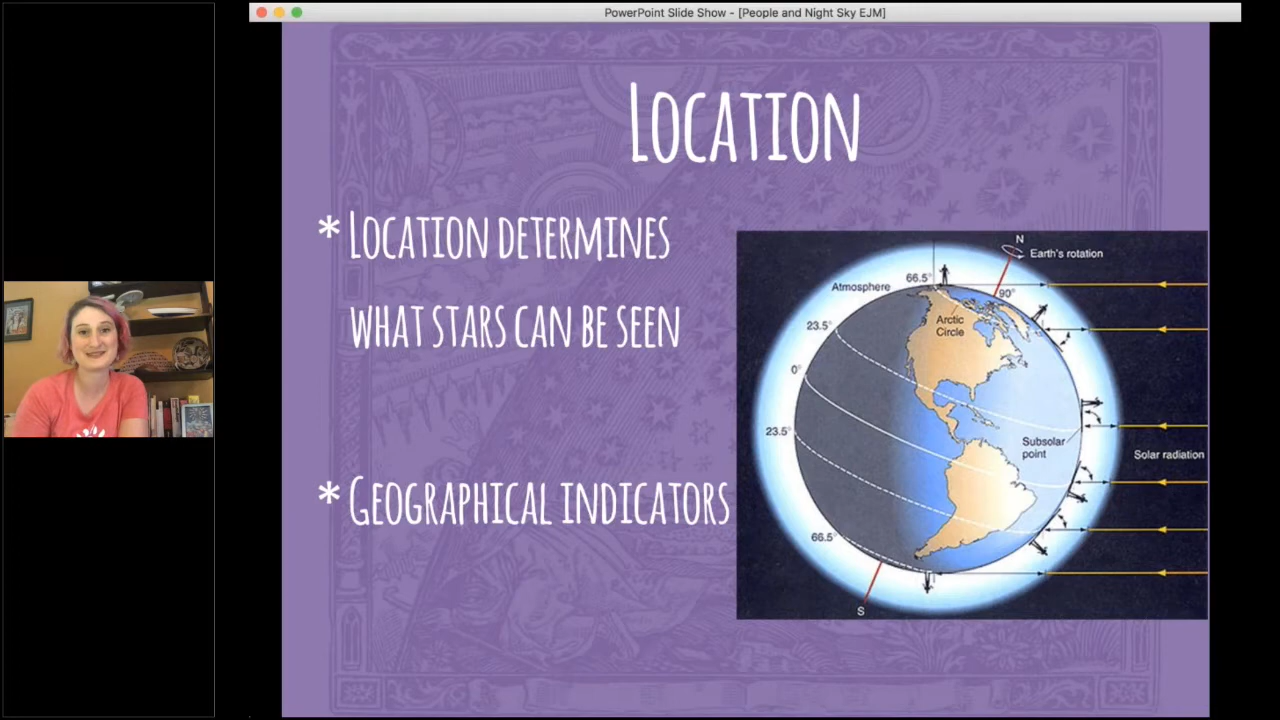 PowerPoint Slide Show - [People and Night Sky EJM]
Location
* Location determines
what stars can be seen
* Geographical indicators
N
Earth's rotation
66.5°
Atmosphere
90°
Arctic
Circle
23.5°
0°
23.5°
Subsolar
point
Solar radiation
66.5°
S